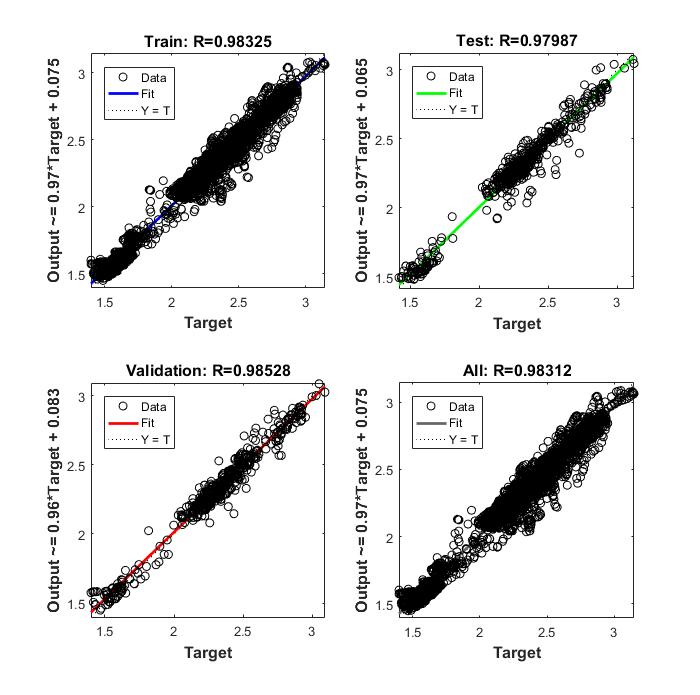 Train: R=0.98325
Output ~= 0.97*Target + 0.075
Data
Fit
Y = T
3
2.5
2
1.5
1.5
2
2.5
3
Target
Test: R=0.97987
Output ~= 0.97*Target + 0.065
Data
Fit
Y = T
3
2.5
2
1.5
1.5
2
2.5
3
Target
Validation: R=0.98528
Output ~= 0.96*Target + 0.083
Data
Fit
Y = T
3
2.5
2
1.5
1.5
2
2.5
3
Target
All: R=0.98312
Output ~= 0.97*Target + 0.075
Data
Fit
Y = T
3
2.5
2
1.5
1.5
2
2.5
3
Target